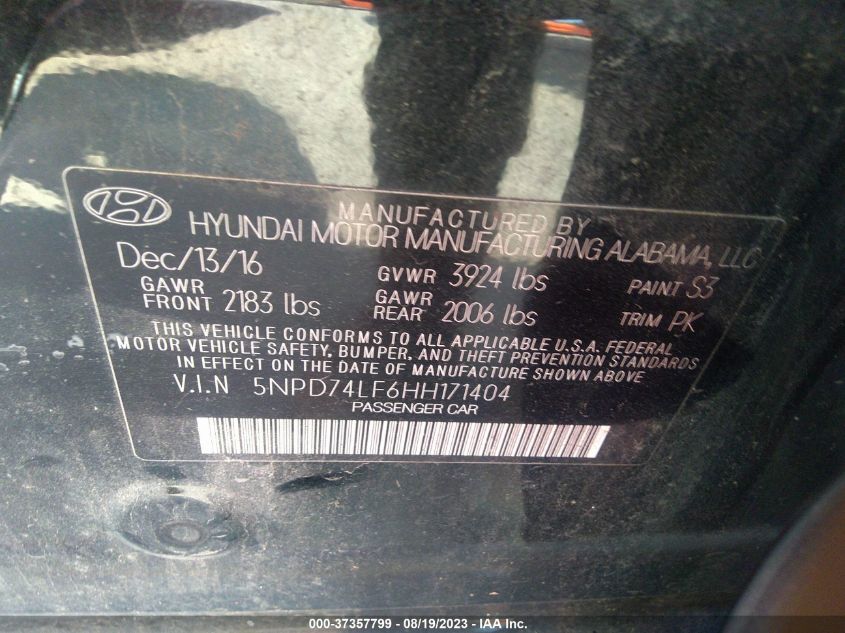 MANUFACTURED BY
HYUNDAI MOTOR MANUFACTURING ALABAMA, LLC
Dec/13/16 GVWR 3924 lbs PAINT S3
GAWR FRONT 2183 lbs GAWR REAR 2006 lbs TRIM PK
THIS VEHICLE CONFORMS TO ALL APPLICABLE U.S.A. FEDERAL
MOTOR VEHICLE SAFETY, BUMPER, AND THEFT PREVENTION STANDARDS
IN EFFECT ON THE DATE OF MANUFACTURE SHOWN ABOVE.
V.I.N 5NPD74LF6HH171404
PASSENGER CAR
000-37357799 - 08/19/2023 - IAA Inc.